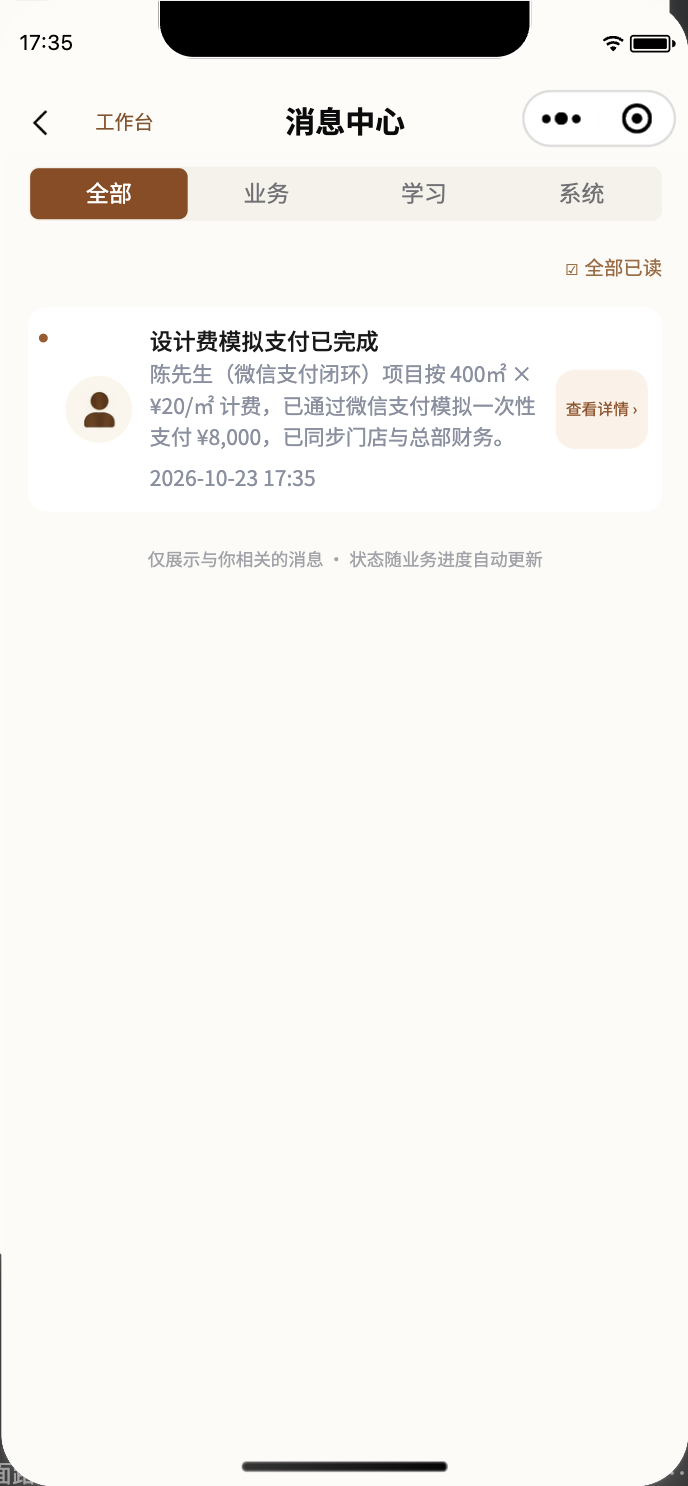 17:35
工作台
消息中心
全部
业务
学习
系统
☑ 全部已读
设计费模拟支付已完成
陈先生（微信支付闭环）项目按 400㎡ ×
¥20/㎡ 计费，已通过微信支付模拟一次性
支付 ¥8,000，已同步门店与总部财务。
查看详情 ›
2026-10-23 17:35
仅展示与你相关的消息 · 状态随业务进度自动更新